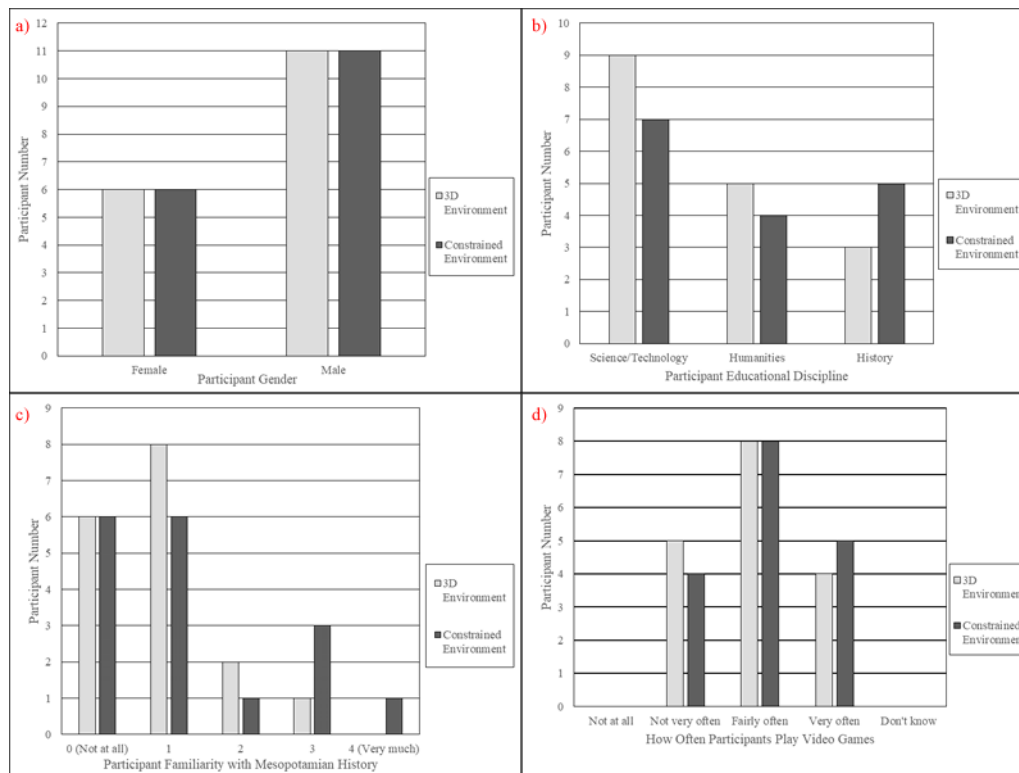 a)
12
11
10
9
8
7
6
5
4
3
2
1
0
Participant Number
Female
Male
Participant Gender
3D
Environment
Constrained
Environment
b)
10
9
8
7
6
5
4
3
2
1
0
Participant Number
Science/Technology
Humanities
History
Participant Educational Discipline
3D
Environment
Constrained
Environment
c)
9
8
7
6
5
4
3
2
1
0
Participant Number
0 (Not at all)
1
2
3
4 (Very much)
Participant Familiarity with Mesopotamian History
3D
Environment
Constrained
Environment
d)
9
8
7
6
5
4
3
2
1
0
Participant Number
Not at all
Not very often
Fairly often
Very often
Don't know
How Often Participants Play Video Games
3D
Environment
Constrained
Environment